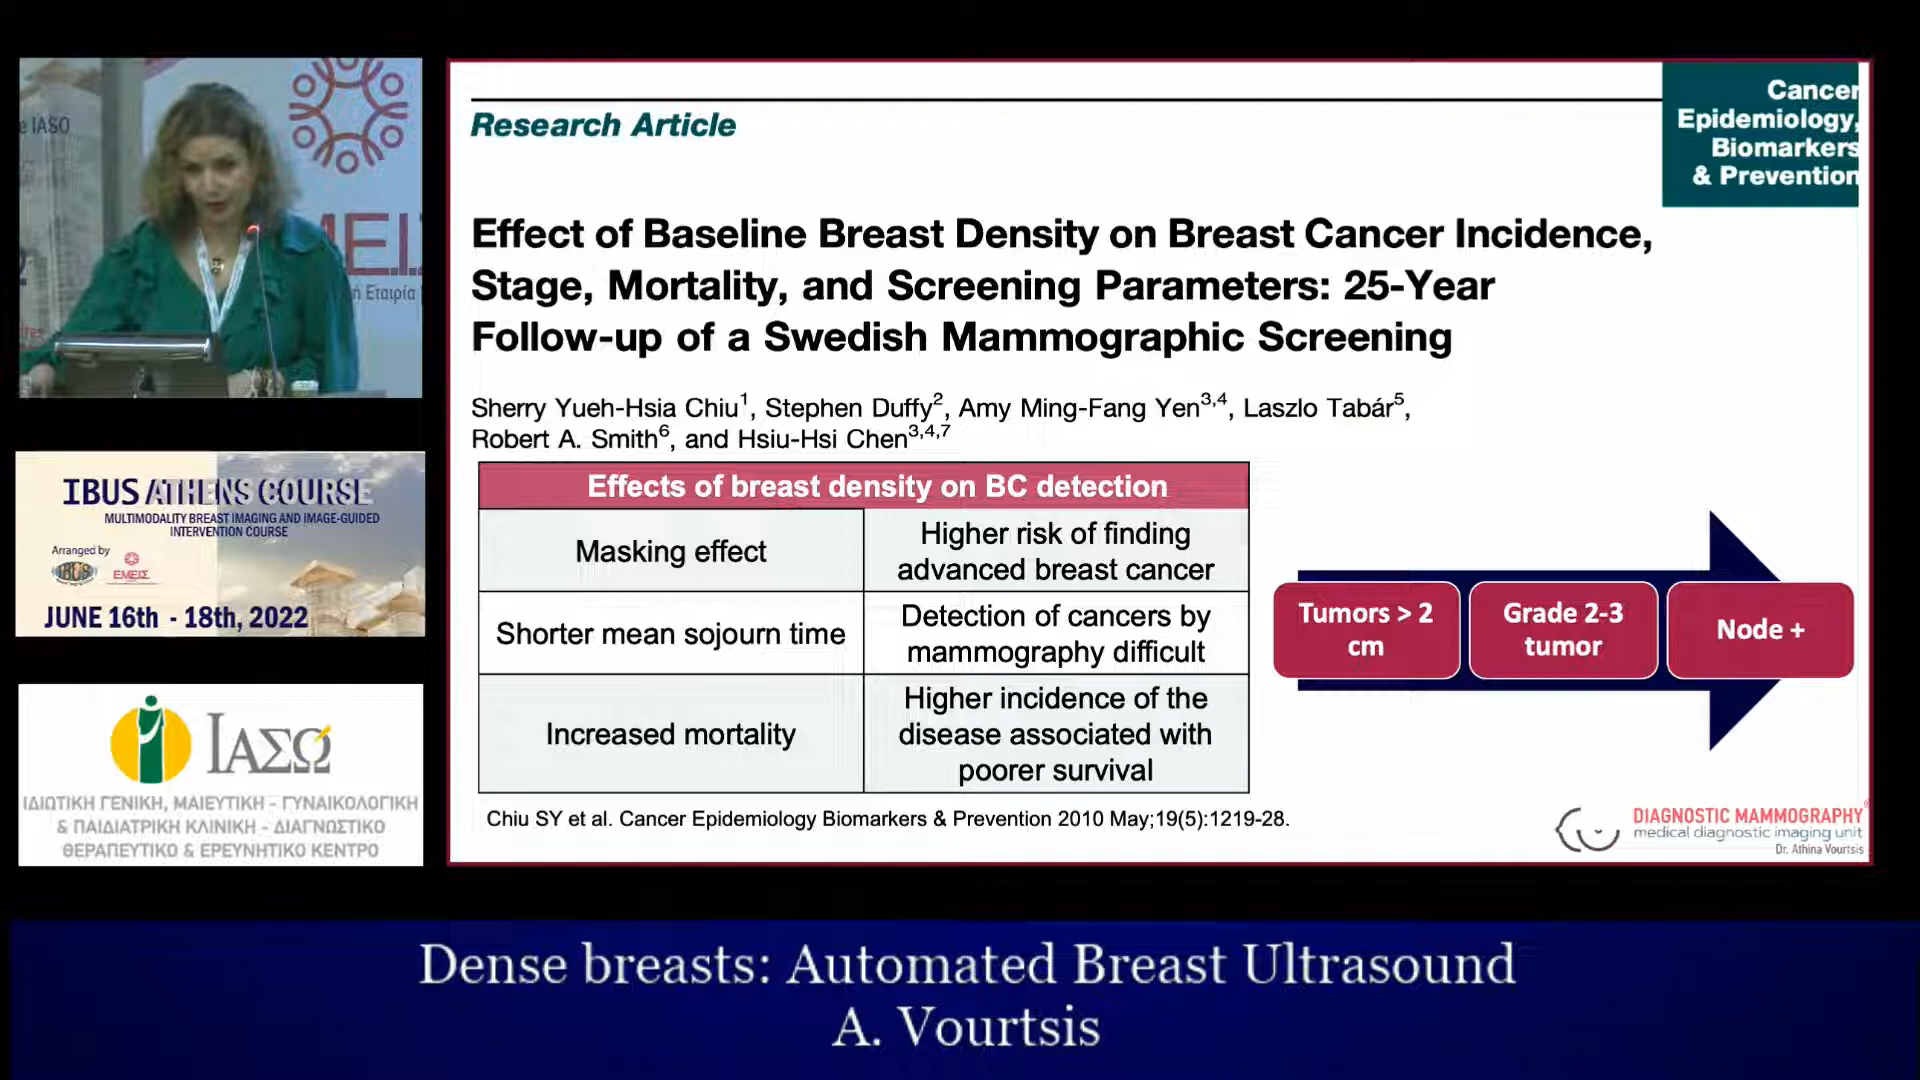 e IASO
ΜΕΙΣ
ή Εταιρία
IBUS ATHENS COURSE
MULTIMODALITY BREAST IMAGING AND IMAGE-GUIDED
INTERVENTION COURSE
Arranged by
IBUS
ΕΜΕΙΣ
JUNE 16th - 18th, 2022
ΙΑΣΩ
ΙΔΙΩΤΙΚΗ ΓΕΝΙΚΗ, ΜΑΙΕΥΤΙΚΗ - ΓΥΝΑΙΚΟΛΟΓΙΚΗ
& ΠΑΙΔΙΑΤΡΙΚΗ ΚΛΙΝΙΚΗ - ΔΙΑΓΝΩΣΤΙΚΟ
ΘΕΡΑΠΕΥΤΙΚΟ & ΕΡΕΥΝΗΤΙΚΟ ΚΕΝΤΡΟ
Research Article
Cancer
Epidemiology,
Biomarkers
& Prevention
Effect of Baseline Breast Density on Breast Cancer Incidence,
Stage, Mortality, and Screening Parameters: 25-Year
Follow-up of a Swedish Mammographic Screening
Sherry Yueh-Hsia Chiu1, Stephen Duffy2, Amy Ming-Fang Yen3,4, Laszlo Tabár5,
Robert A. Smith6, and Hsiu-Hsi Chen3,4,7
Effects of breast density on BC detection
Masking effect
Higher risk of finding
advanced breast cancer
Shorter mean sojourn time
Detection of cancers by
mammography difficult
Increased mortality
Higher incidence of the
disease associated with
poorer survival
Tumors > 2
cm
Grade 2-3
tumor
Node +
Chiu SY et al. Cancer Epidemiology Biomarkers & Prevention 2010 May;19(5):1219-28.
DIAGNOSTIC MAMMOGRAPHY®
medical diagnostic imaging unit
Dr. Athina Vourtsis
Dense breasts: Automated Breast Ultrasound
A. Vourtsis